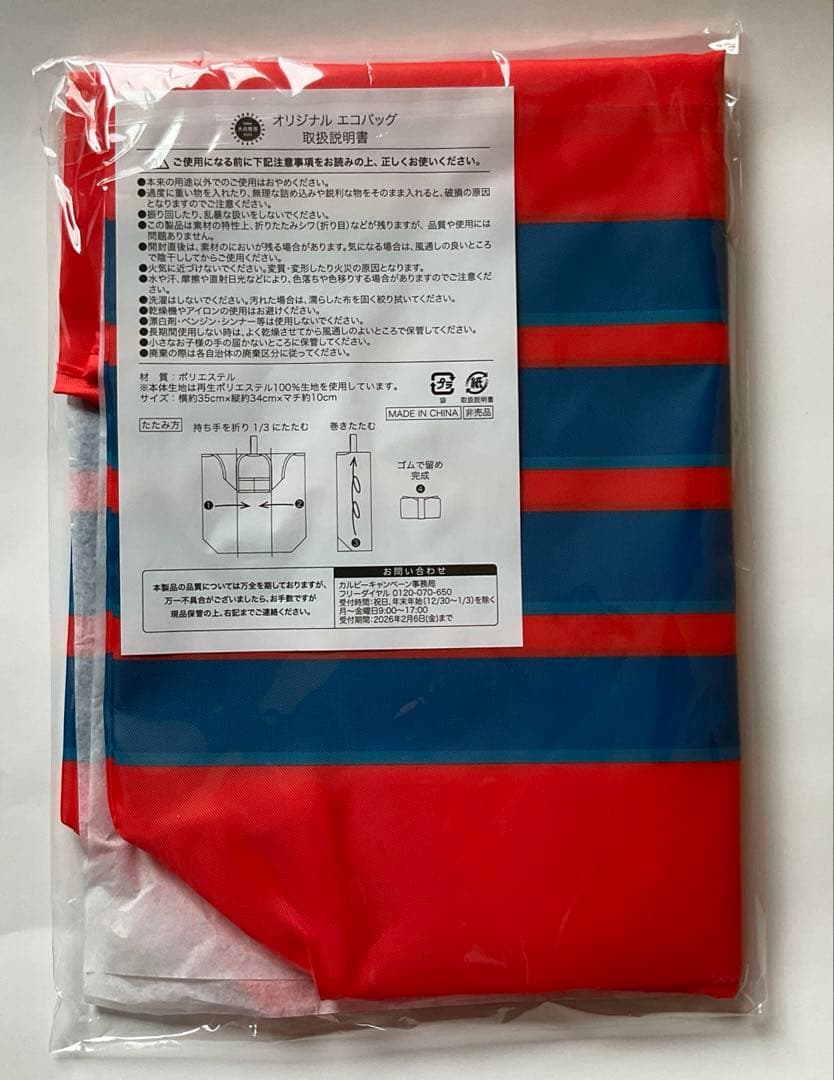 大収穫祭
オリジナル エコバッグ
取扱説明書
ご使用になる前に下記注意事項をお読みの上、正しくお使いください。
●本来の用途以外でのご使用はおやめください。
●過度に重い物を入れたり、無理な詰め込みや鋭利な物をそのまま入れると、破損の原因
となりますのでご注意ください。
●振り回したり、乱暴な扱いをしないでください。
●この製品は素材の特性上、折りたたみシワ(折り目)などが残りますが、品質や使用には
問題ありません。
●開封直後は、素材のにおいが残る場合があります。気になる場合は、風通しの良いところ
で陰干ししてからご使用ください。
●火気に近づけないでください。変質・変形したり火災の原因となります。
●水や汗、摩擦や直射日光などにより、色落ちや色移りする場合がありますのでご注意くださ
い。
●洗濯はしないでください。汚れた場合は、濡らした布を固く絞り拭いてください。
●乾燥機やアイロンの使用はお避けください。
●漂白剤・ベンジン・シンナー等は使用しないでください。
●長期間使用しない時は、よく乾燥させてから風通しのよいところで保管してください。
●小さなお子様の手の届かないところに保管してください。
●廃棄の際は各自治体の廃棄区分に従ってください。
材 質：ポリエステル
※本体生地は再生ポリエステル100%生地を使用しています。
サイズ：横約35cm×縦約34cm×マチ約10cm
プラ
袋
紙
取扱説明書
MADE IN CHINA
非売品
たたみ方
持ち手を折り 1/3 にたたむ
巻きたたむ
ゴムで留め
完成
❶
❷
❸
❹
本製品の品質については万全を期しておりますが、
万一不具合がございましたら、お手数ですが
現品保管の上、右記までご連絡ください。
お問い合わせ
カルビーキャンペーン事務局
フリーダイヤル 0120-070-650
受付時間：祝日、年末年始(12/30〜1/3)を除く
月〜金曜日9:00〜17:00
受付期間：2026年2月6日(金)まで